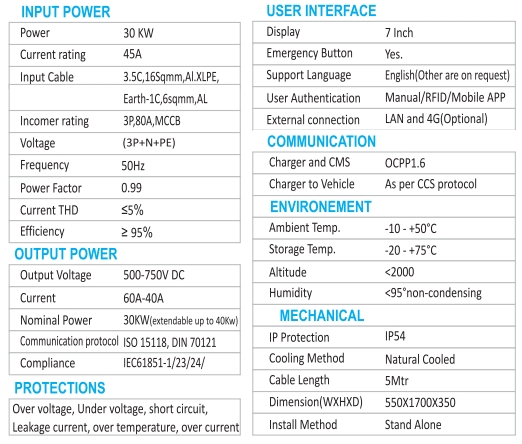 INPUT POWER
Power 30 KW
Current rating 45A
Input Cable 3.5C,16Sqmm,Al.XLPE,
Earth-1C,6sqmm,AL
Incomer rating 3P,80A,MCCB
Voltage (3P+N+PE)
Frequency 50Hz
Power Factor 0.99
Current THD ≤5%
Efficiency ≥ 95%
OUTPUT POWER
Output Voltage 500-750V DC
Current 60A-40A
Nominal Power 30KW(extendable up to 40Kw)
Communication protocol ISO 15118, DIN 70121
Compliance IEC61851-1/23/24/
PROTECTIONS
Over voltage, Under voltage, short circuit,
Leakage current, over temperature, over current
USER INTERFACE
Display 7 Inch
Emergency Button Yes.
Support Language English(Other are on request)
User Authentication Manual/RFID/Mobile APP
External connection LAN and 4G(Optional)
COMMUNICATION
Charger and CMS OCPP1.6
Charger to Vehicle As per CCS protocol
ENVIRONEMENT
Ambient Temp. -10 - +50°C
Storage Temp. -20 - +75°C
Altitude <2000
Humidity <95°non-condensing
MECHANICAL
IP Protection IP54
Cooling Method Natural Cooled
Cable Length 5Mtr
Dimension(WXHXD) 550X1700X350
Install Method Stand Alone